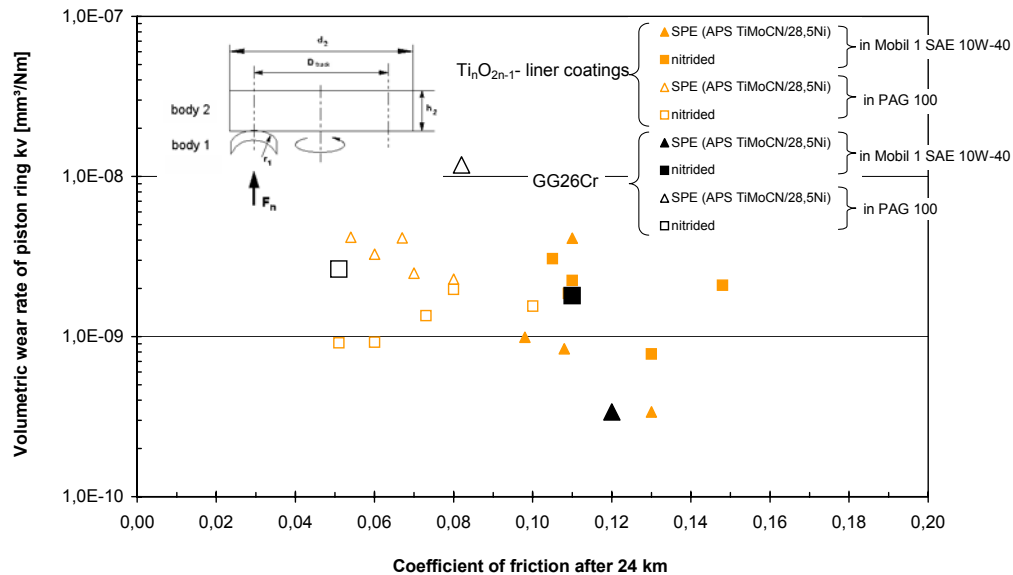 Volumetric wear rate of piston ring kv [mm³/Nm]
1,0E-07
1,0E-08
1,0E-09
1,0E-10
0,00 0,02 0,04 0,06 0,08 0,10 0,12 0,14 0,16 0,18 0,20
Coefficient of friction after 24 km
d₂
D track
body 2
h₂
body 1
r₁
Fₙ
TiₙO₂ₙ₋₁- liner coatings
SPE (APS TiMoCN/28,5Ni)
nitrided
in Mobil 1 SAE 10W-40
SPE (APS TiMoCN/28,5Ni)
nitrided
in PAG 100
GG26Cr
SPE (APS TiMoCN/28,5Ni)
nitrided
in Mobil 1 SAE 10W-40
SPE (APS TiMoCN/28,5Ni)
nitrided
in PAG 100